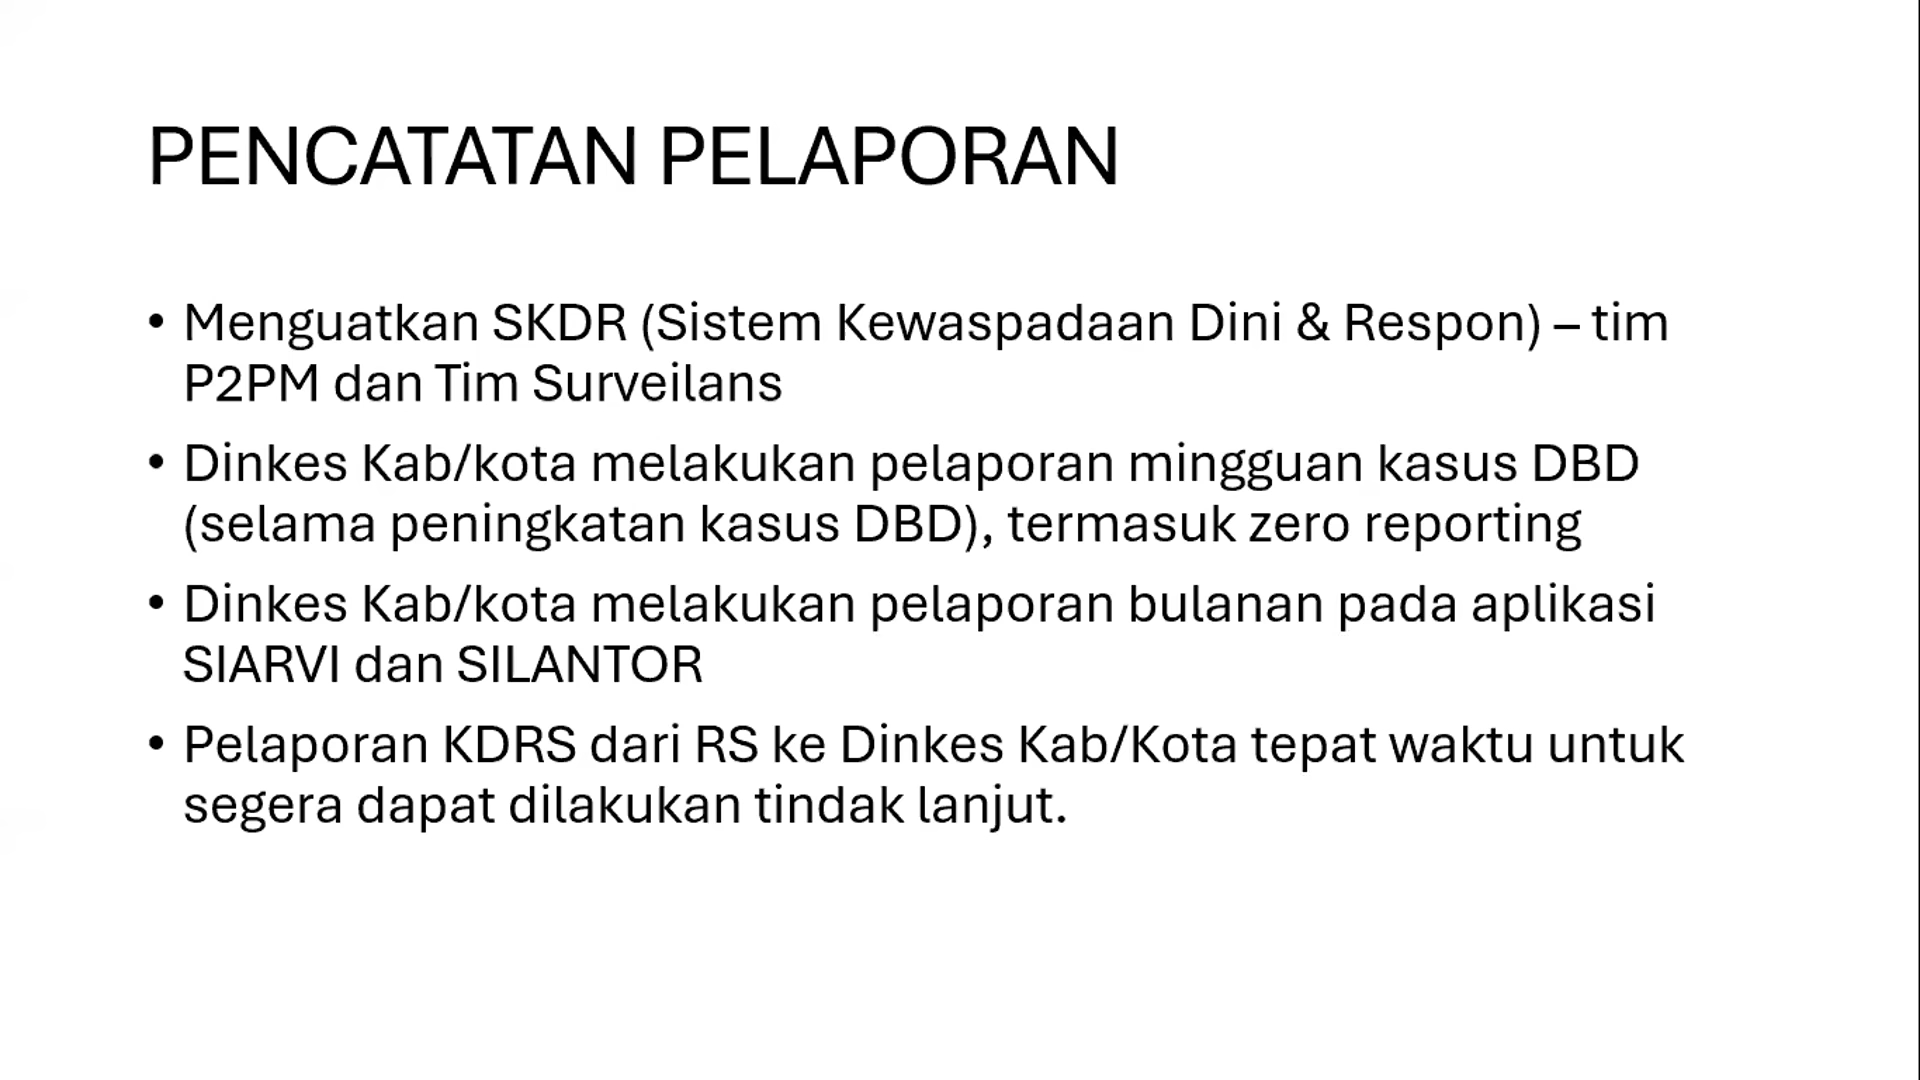 PENCATATAN PELAPORAN
• Menguatkan SKDR (Sistem Kewaspadaan Dini & Respon) – tim
P2PM dan Tim Surveilans
• Dinkes Kab/kota melakukan pelaporan mingguan kasus DBD
(selama peningkatan kasus DBD), termasuk zero reporting
• Dinkes Kab/kota melakukan pelaporan bulanan pada aplikasi
SIARVI dan SILANTOR
• Pelaporan KDRS dari RS ke Dinkes Kab/Kota tepat waktu untuk
segera dapat dilakukan tindak lanjut.